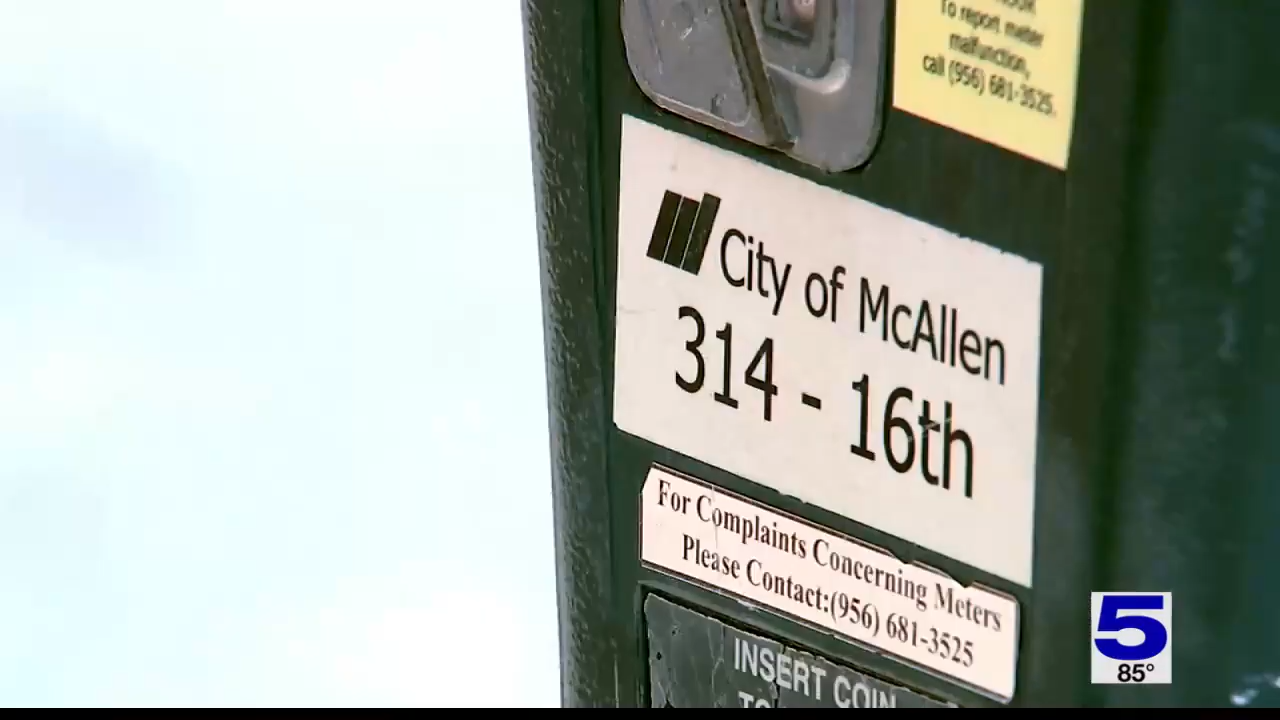 To report meter
malfunction,
call (956) 681-3525.
City of McAllen
314 - 16th
For Complaints Concerning Meters
Please Contact:(956) 681-3525
INSERT COIN
5
85°